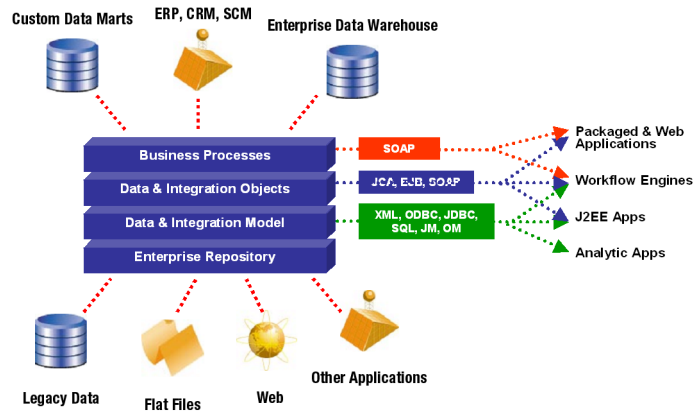 Custom Data Marts
ERP, CRM, SCM
Enterprise Data Warehouse
Business Processes
Data & Integration Objects
Data & Integration Model
Enterprise Repository
SOAP
JCA, EJB, SOAP
XML, ODBC, JDBC,
SQL, JM, OM
Packaged & Web
Applications
Workflow Engines
J2EE Apps
Analytic Apps
Legacy Data
Flat Files
Web
Other Applications